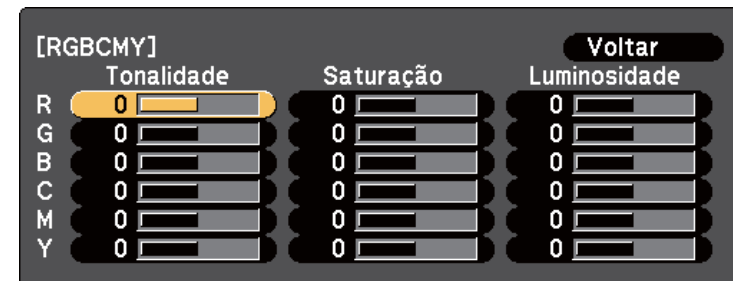 [RGBCMY] Voltar
Tonalidade Saturação Luminosidade
R 0 0 0
G 0 0 0
B 0 0 0
C 0 0 0
M 0 0 0
Y 0 0 0